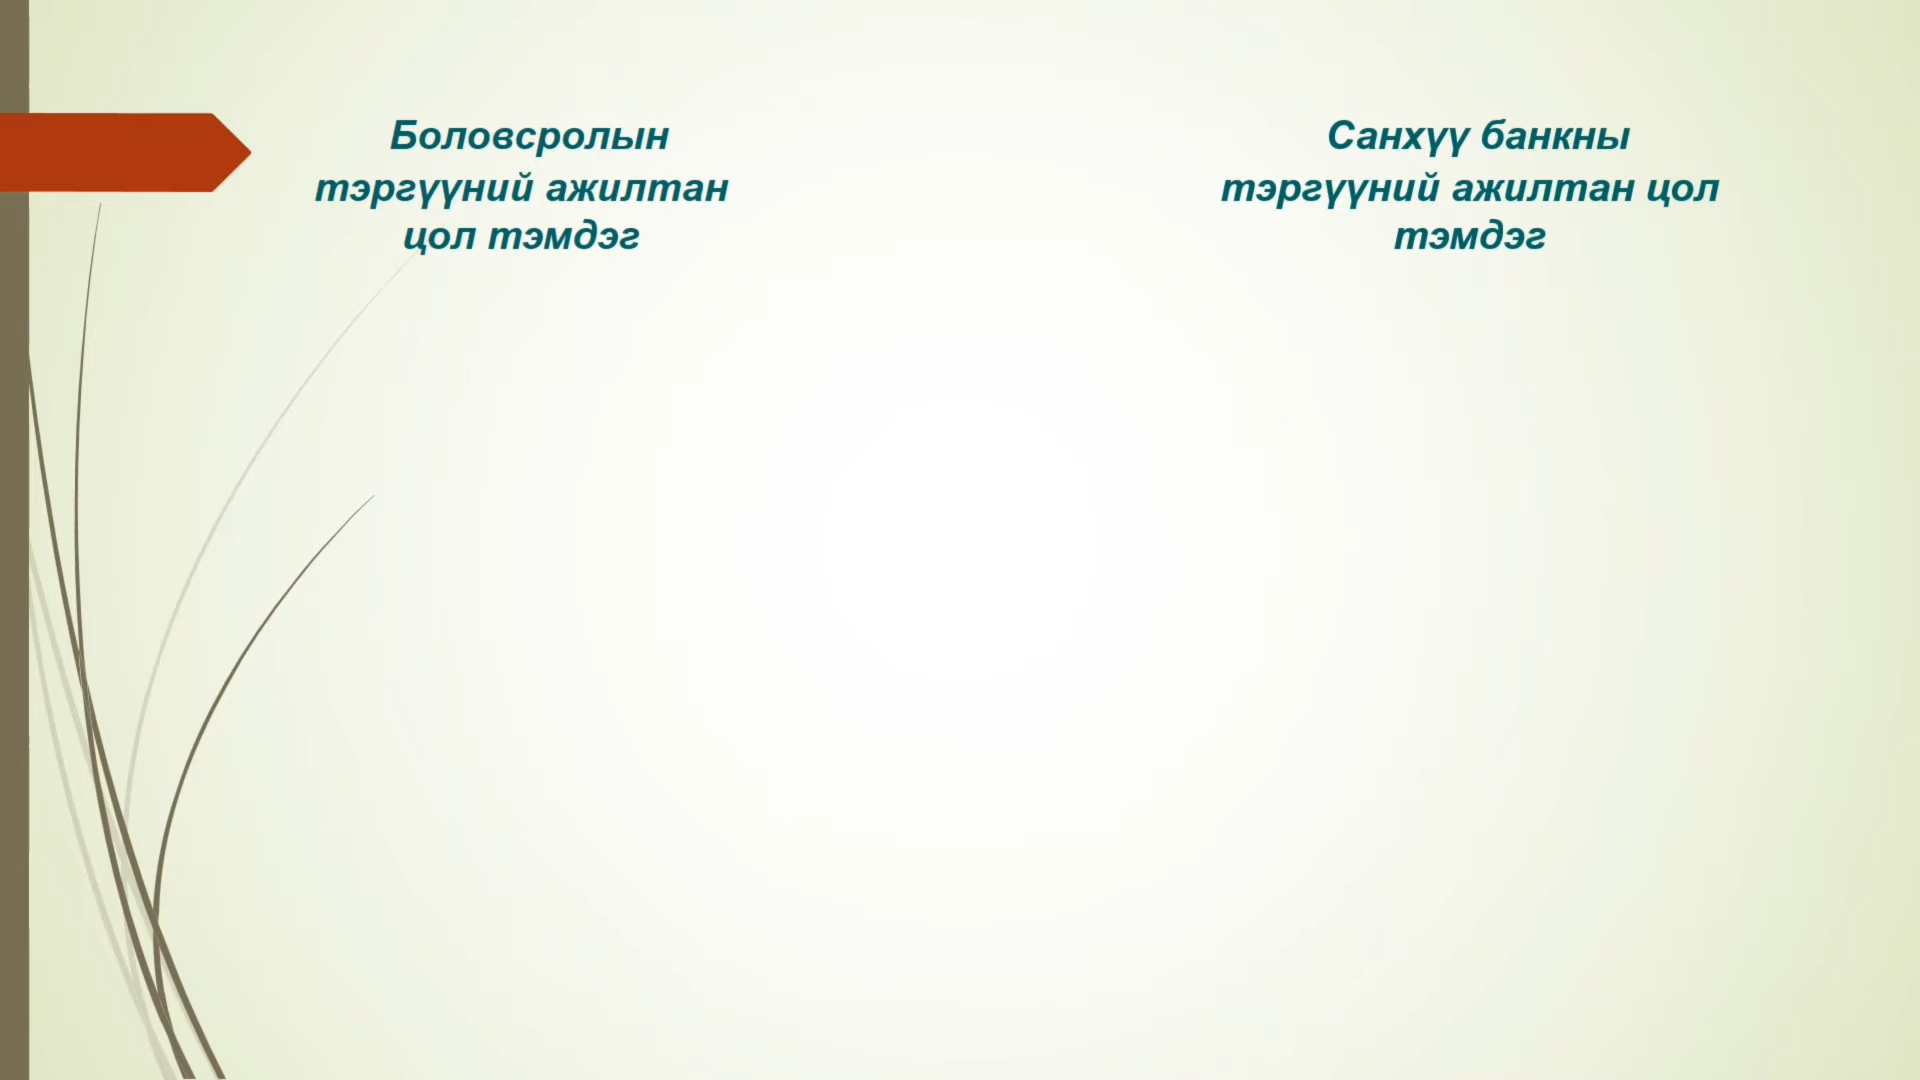 Боловсролын
тэргүүний ажилтан
цол тэмдэг
Санхүү банкны
тэргүүний ажилтан цол
тэмдэг